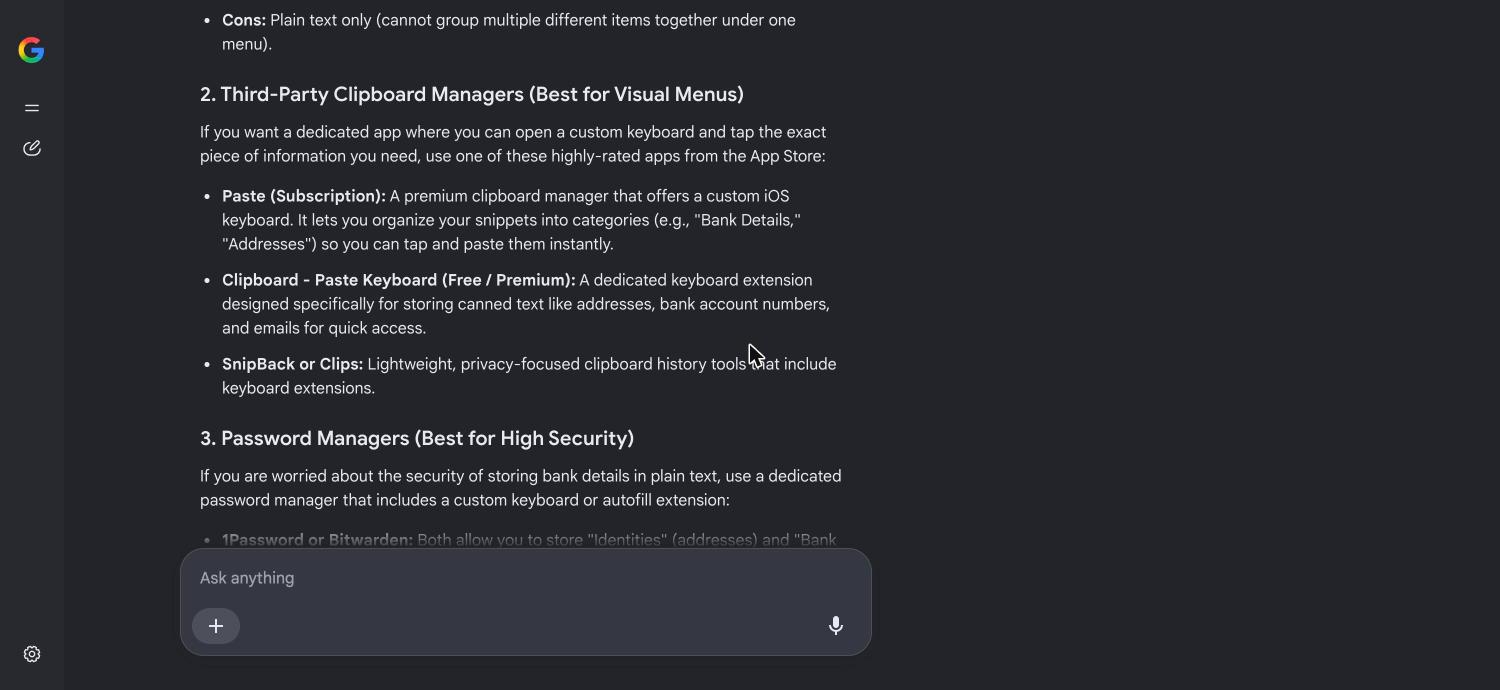 Cons: Plain text only (cannot group multiple different items together under one
menu).
2. Third-Party Clipboard Managers (Best for Visual Menus)
If you want a dedicated app where you can open a custom keyboard and tap the exact
piece of information you need, use one of these highly-rated apps from the App Store:
Paste (Subscription): A premium clipboard manager that offers a custom iOS
keyboard. It lets you organize your snippets into categories (e.g., "Bank Details,"
"Addresses") so you can tap and paste them instantly.
Clipboard - Paste Keyboard (Free / Premium): A dedicated keyboard extension
designed specifically for storing canned text like addresses, bank account numbers,
and emails for quick access.
SnipBack or Clips: Lightweight, privacy-focused clipboard history tools that include
keyboard extensions.
3. Password Managers (Best for High Security)
If you are worried about the security of storing bank details in plain text, use a dedicated
password manager that includes a custom keyboard or autofill extension:
1Password or Bitwarden: Both allow you to store "Identities" (addresses) and "Bank
Ask anything